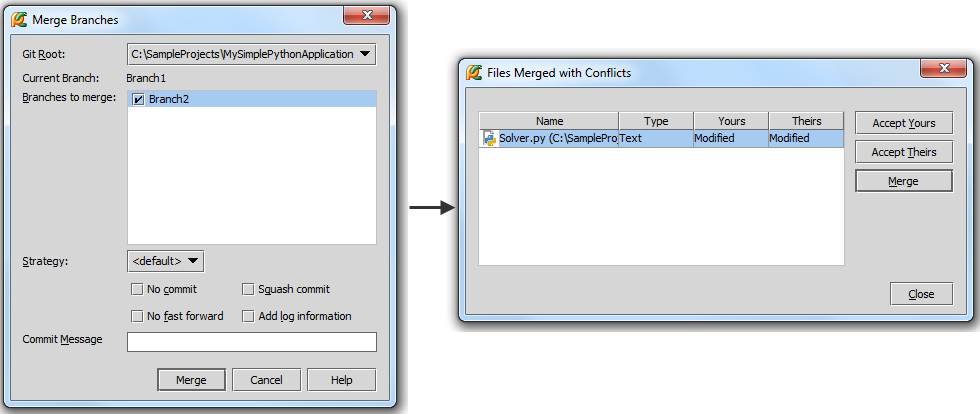 Merge Branches
Git Root: C:\SampleProjects\MySimplePythonApplication
Current Branch: Branch1
Branches to merge: Branch2
Strategy: <default>
No commit Squash commit
No fast forward Add log information
Commit Message
Merge Cancel Help
Files Merged with Conflicts
Name Type Yours Theirs
Solver.py (C:\SamplePro Text Modified Modified
Accept Yours
Accept Theirs
Merge
Close